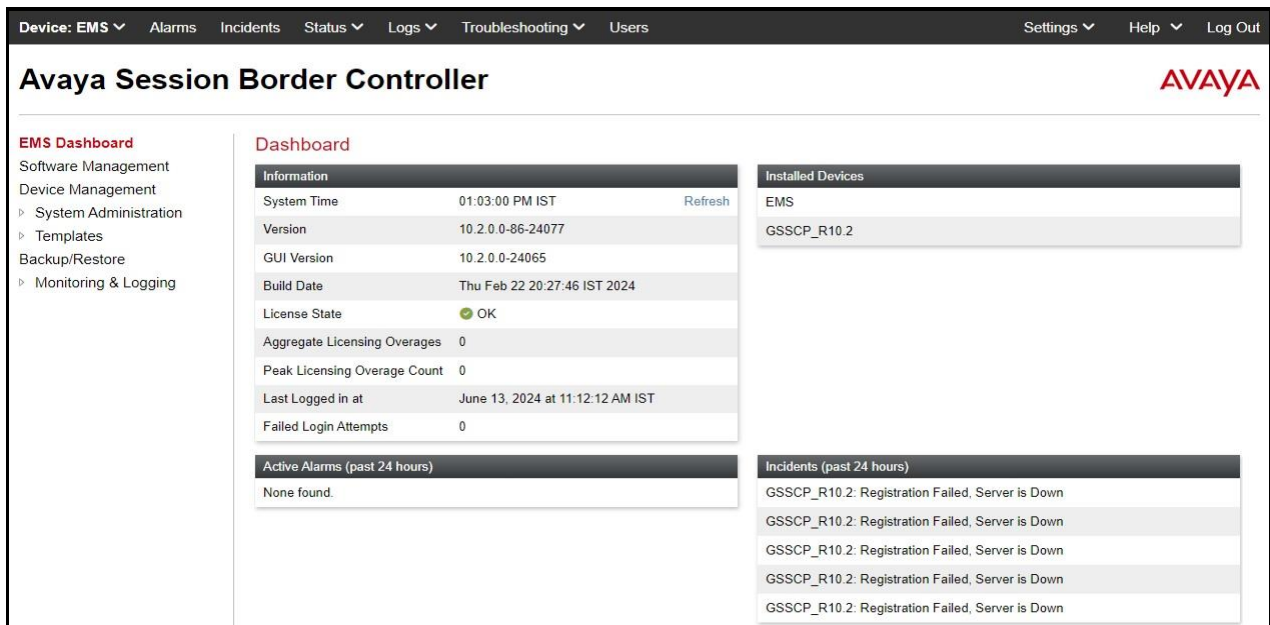 Device: EMS Alarms Incidents Status Logs Troubleshooting Users Settings Help Log Out
Avaya Session Border Controller
AVAYA
EMS Dashboard
Software Management
Device Management
System Administration
Templates
Backup/Restore
Monitoring & Logging
Dashboard
Information
System Time 01:03:00 PM IST Refresh
Version 10.2.0.0-86-24077
GUI Version 10.2.0.0-24065
Build Date Thu Feb 22 20:27:46 IST 2024
License State OK
Aggregate Licensing Overages 0
Peak Licensing Overage Count 0
Last Logged in at June 13, 2024 at 11:12:12 AM IST
Failed Login Attempts 0
Installed Devices
EMS
GSSCP_R10.2
Active Alarms (past 24 hours)
None found.
Incidents (past 24 hours)
GSSCP_R10.2: Registration Failed, Server is Down
GSSCP_R10.2: Registration Failed, Server is Down
GSSCP_R10.2: Registration Failed, Server is Down
GSSCP_R10.2: Registration Failed, Server is Down
GSSCP_R10.2: Registration Failed, Server is Down